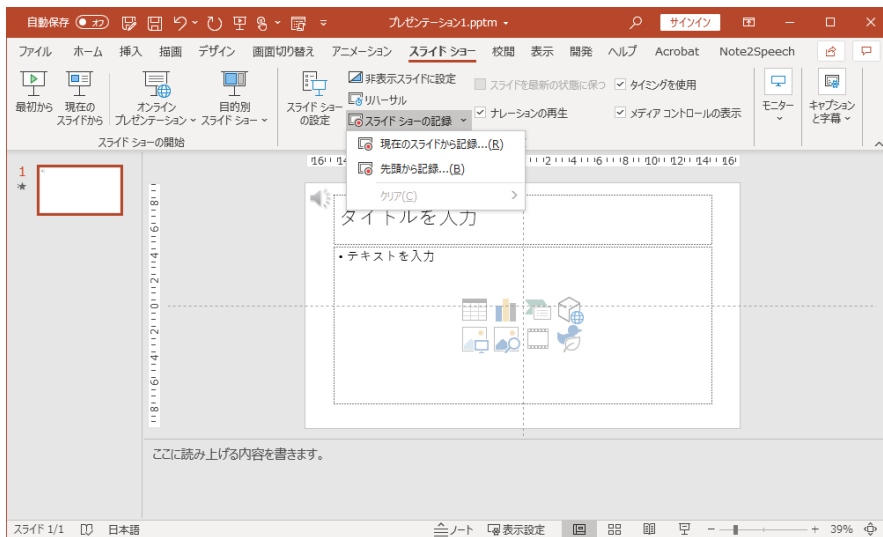 自動保存 オフ プレゼンテーション1.pptm サインイン
ファイル ホーム 挿入 描画 デザイン 画面切り替え アニメーション スライド ショー 校閲 表示 開発 ヘルプ Acrobat Note2Speech
最初から
現在の
スライドから
オンライン
プレゼンテーション
目的別
スライド ショー
スライド ショー
の設定
非表示スライドに設定
リハーサル
スライド ショーの記録
スライドを最新の状態に保つ
ナレーションの再生
タイミングを使用
メディア コントロールの表示
モニター
キャプション
と字幕
スライド ショーの開始
現在のスライドから記録...(R)
先頭から記録...(B)
クリア(C)
1
タイトルを入力
• テキストを入力
ここに読み上げる内容を書きます。
スライド 1/1 日本語 ノート 表示設定 39%